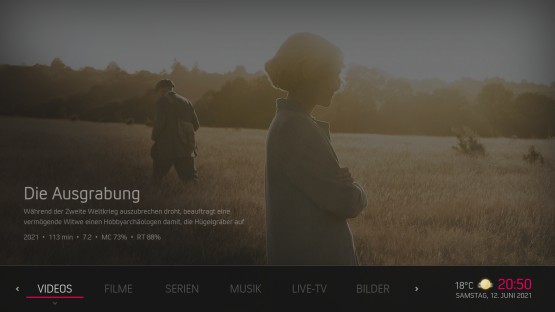 Die Ausgrabung
Während der Zweite Weltkrieg auszubrechen droht, beauftragt eine
vermögende Witwe einen Hobbyarchäologen damit, die Hügelgräber auf
2021 • 113 min • 7.2 • MC 73% • RT 88%
VIDEOS FILME SERIEN MUSIK LIVE-TV BILDER
18°C 20:50
SAMSTAG, 12. JUNI 2021